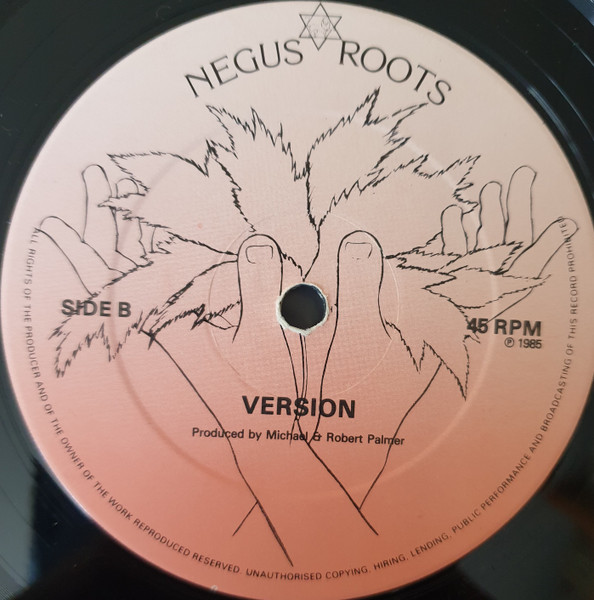 NEGUS ROOTS
SIDE B
45 RPM
℗ 1985
VERSION
Produced by Michael & Robert Palmer
ALL RIGHTS OF THE PRODUCER AND OF THE OWNER OF THE WORK REPRODUCED RESERVED. UNAUTHORISED COPYING, HIRING, LENDING, PUBLIC PERFORMANCE AND BROADCASTING OF THIS RECORD PROHIBITED